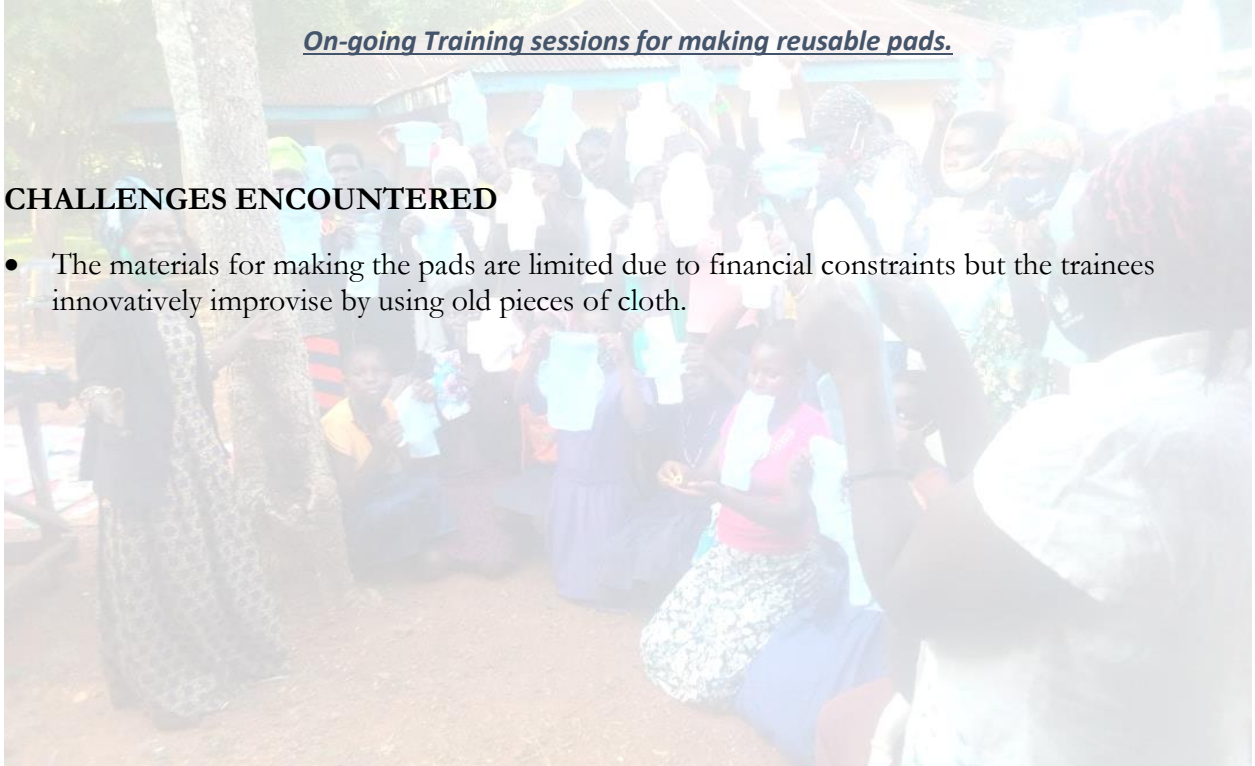 On-going Training sessions for making reusable pads.
CHALLENGES ENCOUNTERED
• The materials for making the pads are limited due to financial constraints but the trainees
innovatively improvise by using old pieces of cloth.